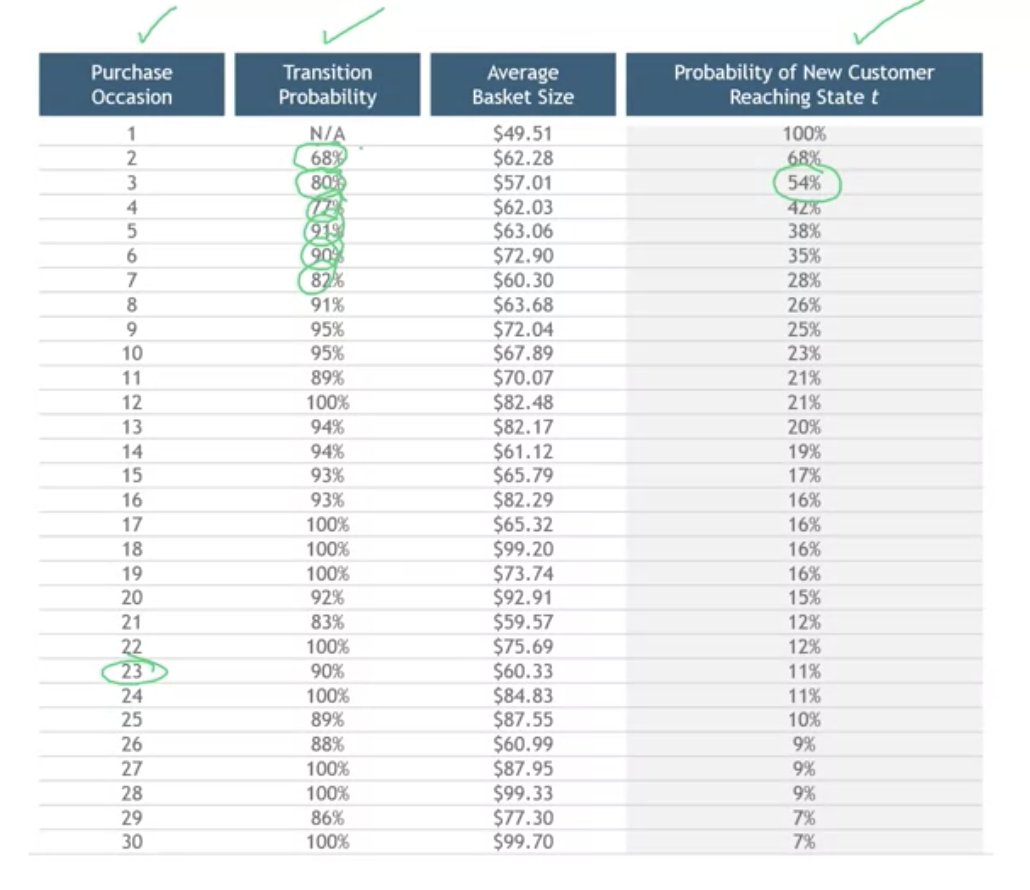 Purchase Occasion Transition Probability Average Basket Size Probability of New Customer Reaching State t
1 N/A $49.51 100%
2 68% $62.28 68%
3 80% $57.01 54%
4 77% $62.03 42%
5 91% $63.06 38%
6 90% $72.90 35%
7 82% $60.30 28%
8 91% $63.68 26%
9 95% $72.04 25%
10 95% $67.89 23%
11 89% $70.07 21%
12 100% $82.48 21%
13 94% $82.17 20%
14 94% $61.12 19%
15 93% $65.79 17%
16 93% $82.29 16%
17 100% $65.32 16%
18 100% $99.20 16%
19 100% $73.74 16%
20 92% $92.91 15%
21 83% $59.57 12%
22 100% $75.69 12%
23 90% $60.33 11%
24 100% $84.83 11%
25 89% $87.55 10%
26 88% $60.99 9%
27 100% $87.95 9%
28 100% $99.33 9%
29 86% $77.30 7%
30 100% $99.70 7%